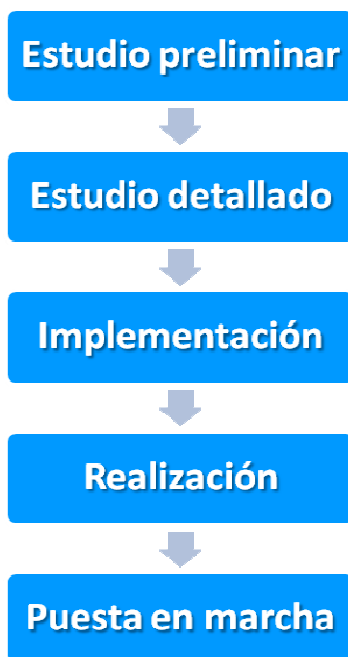 Estudio preliminar
Estudio detallado
Implementación
Realización
Puesta en marcha